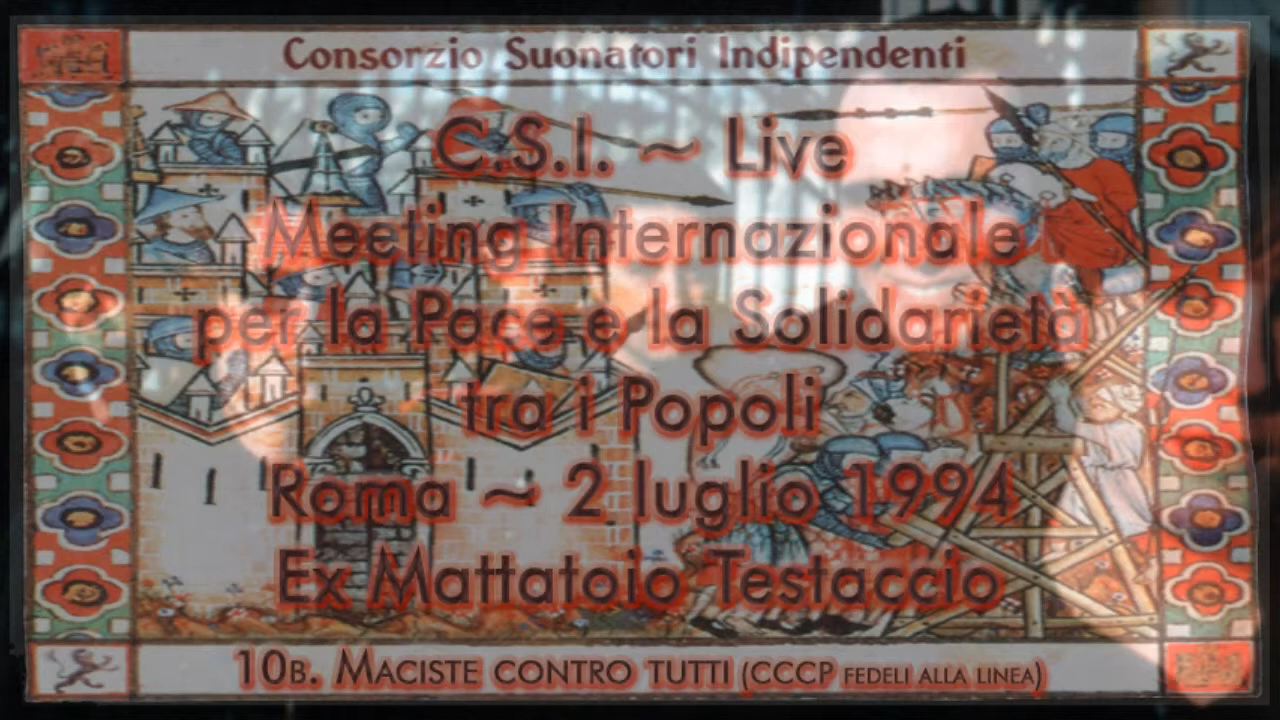 Consorzio Suonatori Indipendenti
C.S.I. ~ Live
Meeting Internazionale
per la Pace e la Solidarietà
tra i Popoli
Roma ~ 2 luglio 1994
Ex Mattatoio Testaccio
10B. MACISTE CONTRO TUTTI (CCCP FEDELI ALLA LINEA)